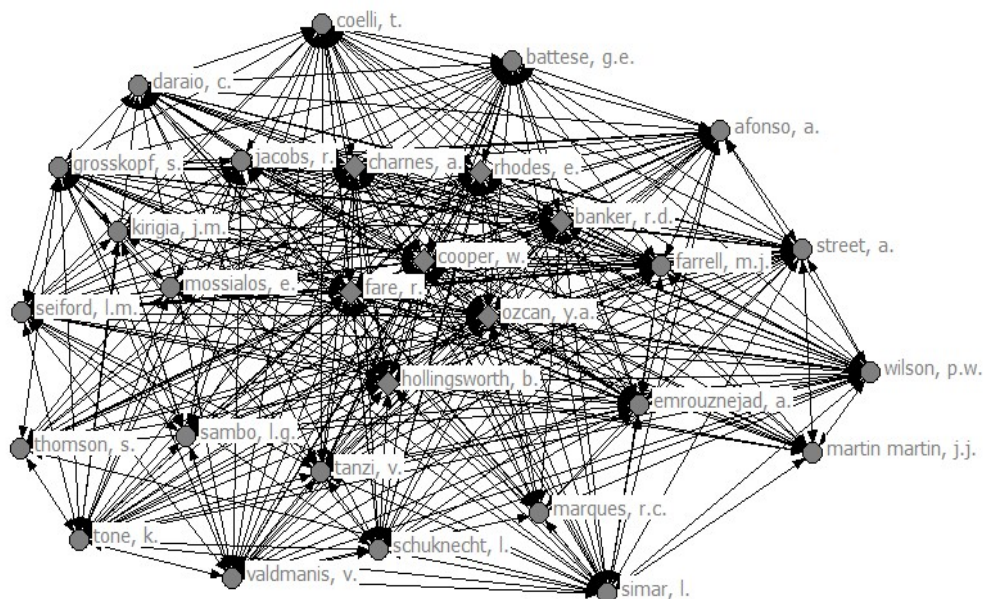 coelli, t.
battese, g.e.
daraio, c.
afonso, a.
grosskopf, s.
jacobs, r.
charnes, a.
rhodes, e.
banker, r.d.
kirigia, j.m.
street, a.
cooper, w.
farrell, m.j.
mossialos, e.
fare, r.
seiford, l.m.
ozcan, y.a.
wilson, p.w.
hollingsworth, b.
emrouznejad, a.
thomson, s.
sambo, l.g.
martin martin, j.j.
tanzi, v.
marques, r.c.
tone, k.
schuknecht, l.
valdmanis, v.
simar, l.